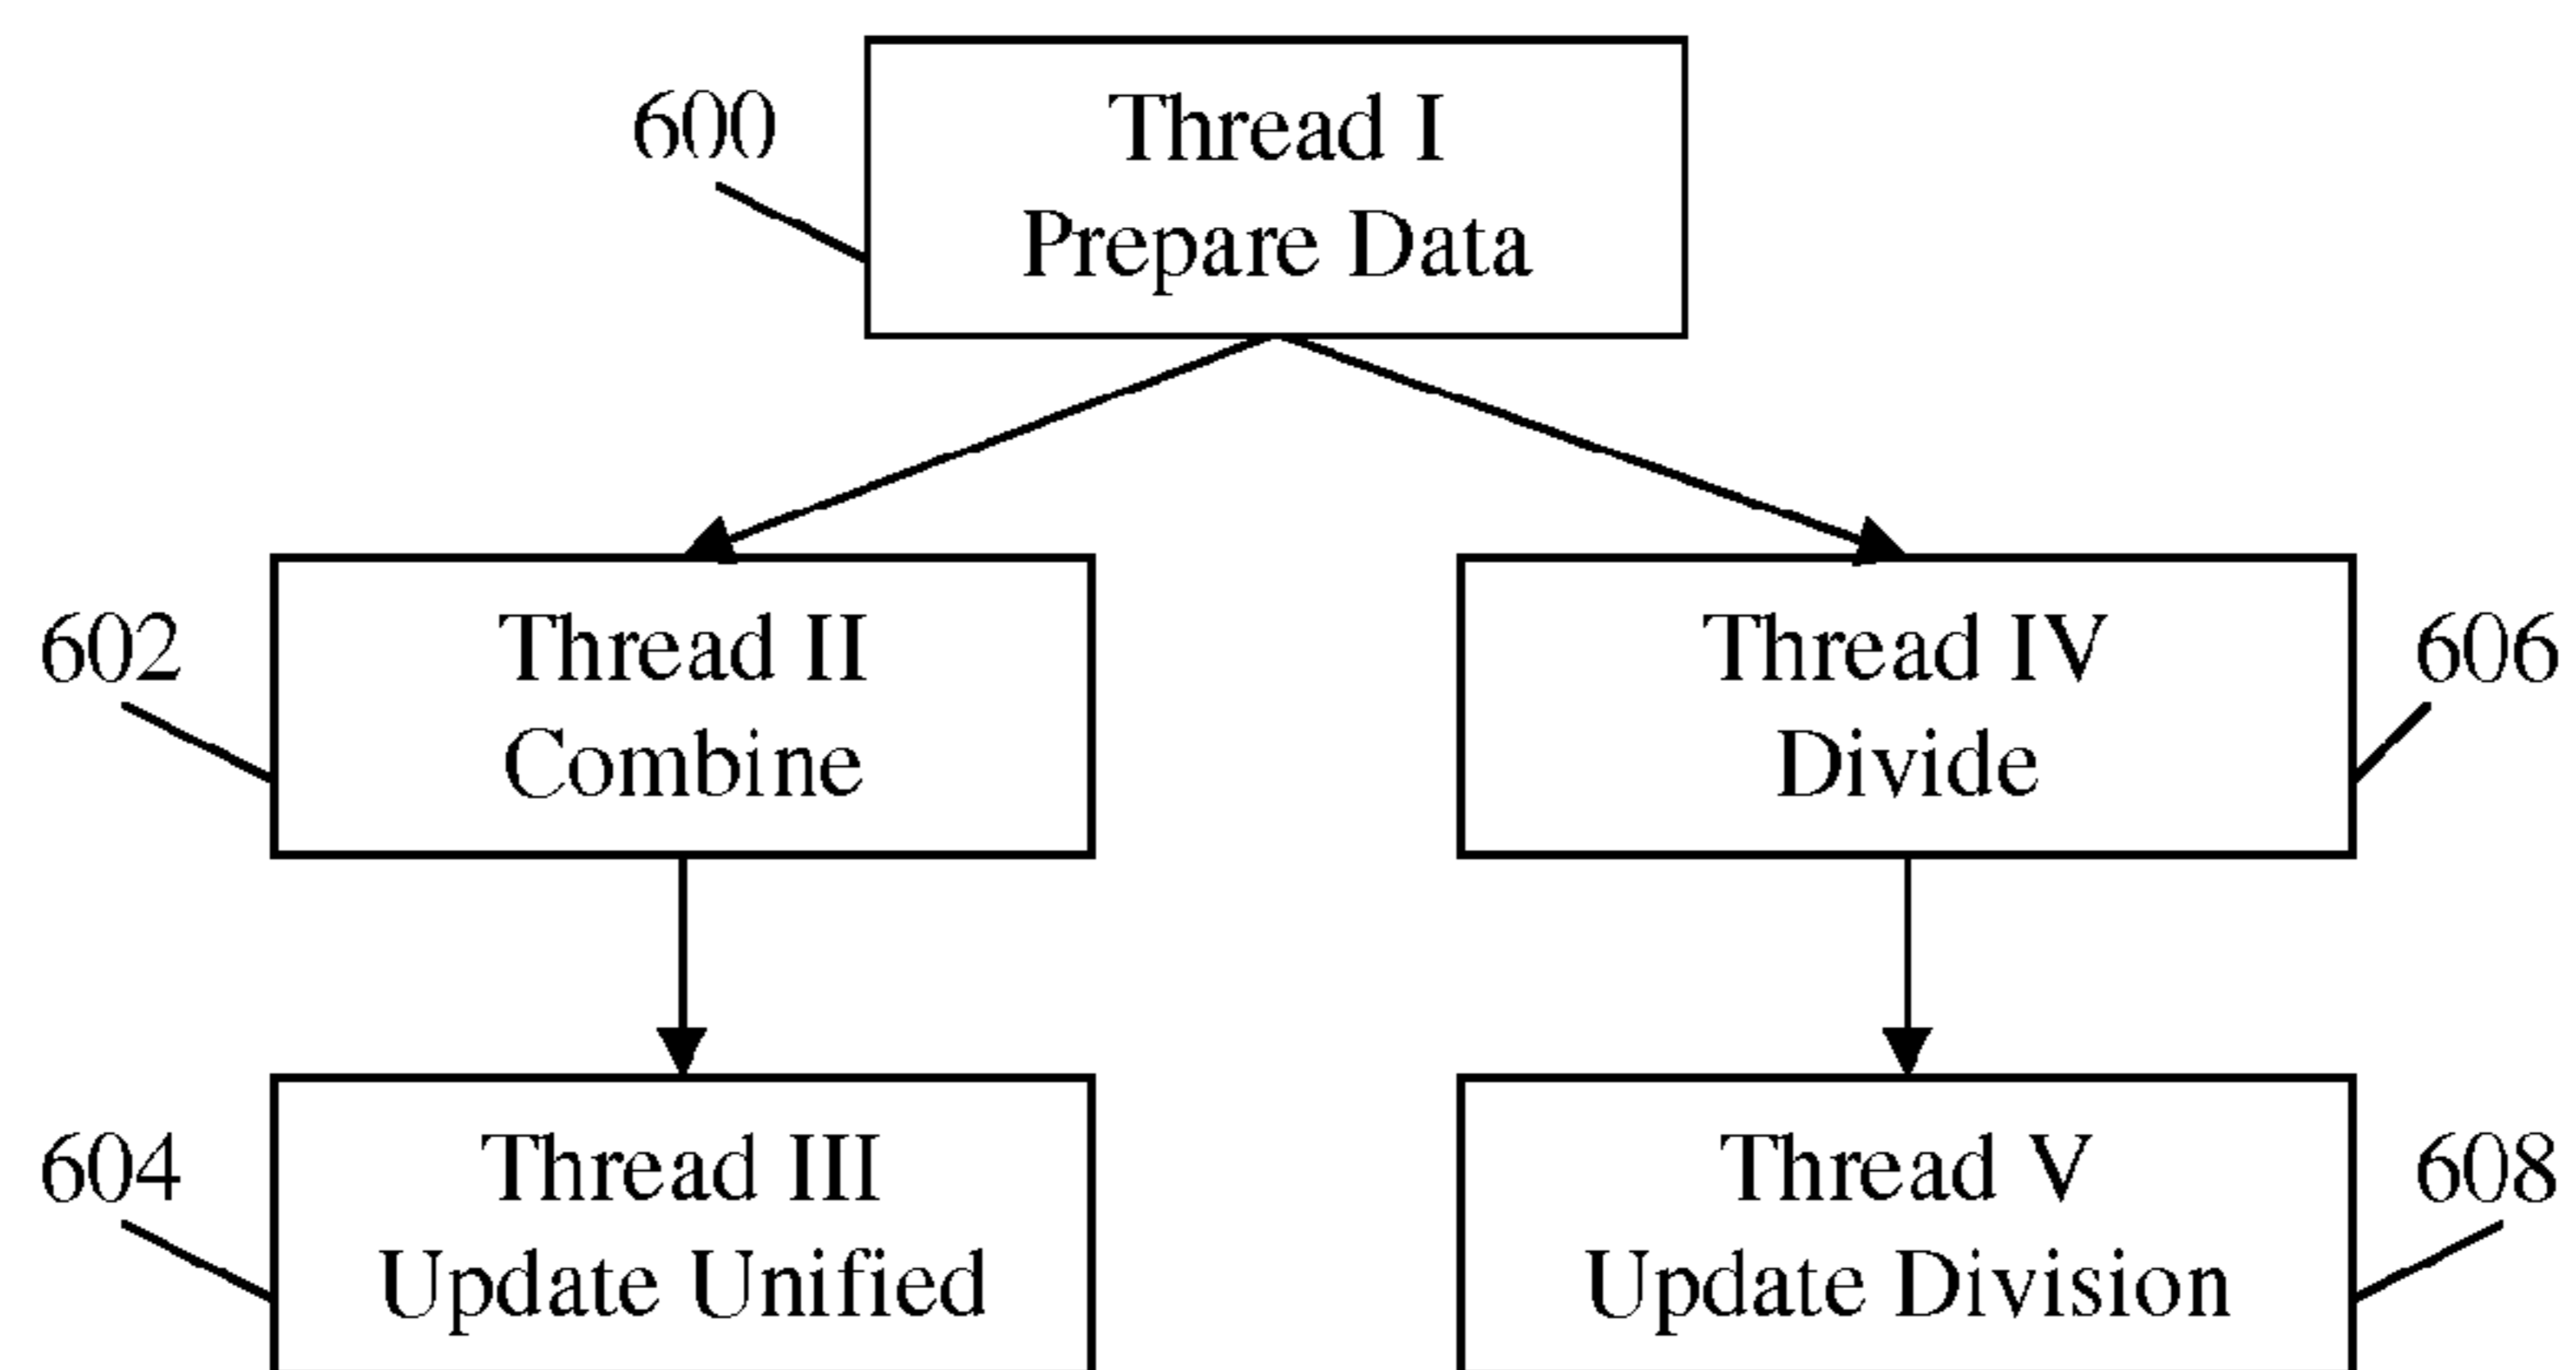 600
Thread I
Prepare Data
602
Thread II
Combine
Thread IV
Divide
606
604
Thread III
Update Unified
Thread V
Update Division
608